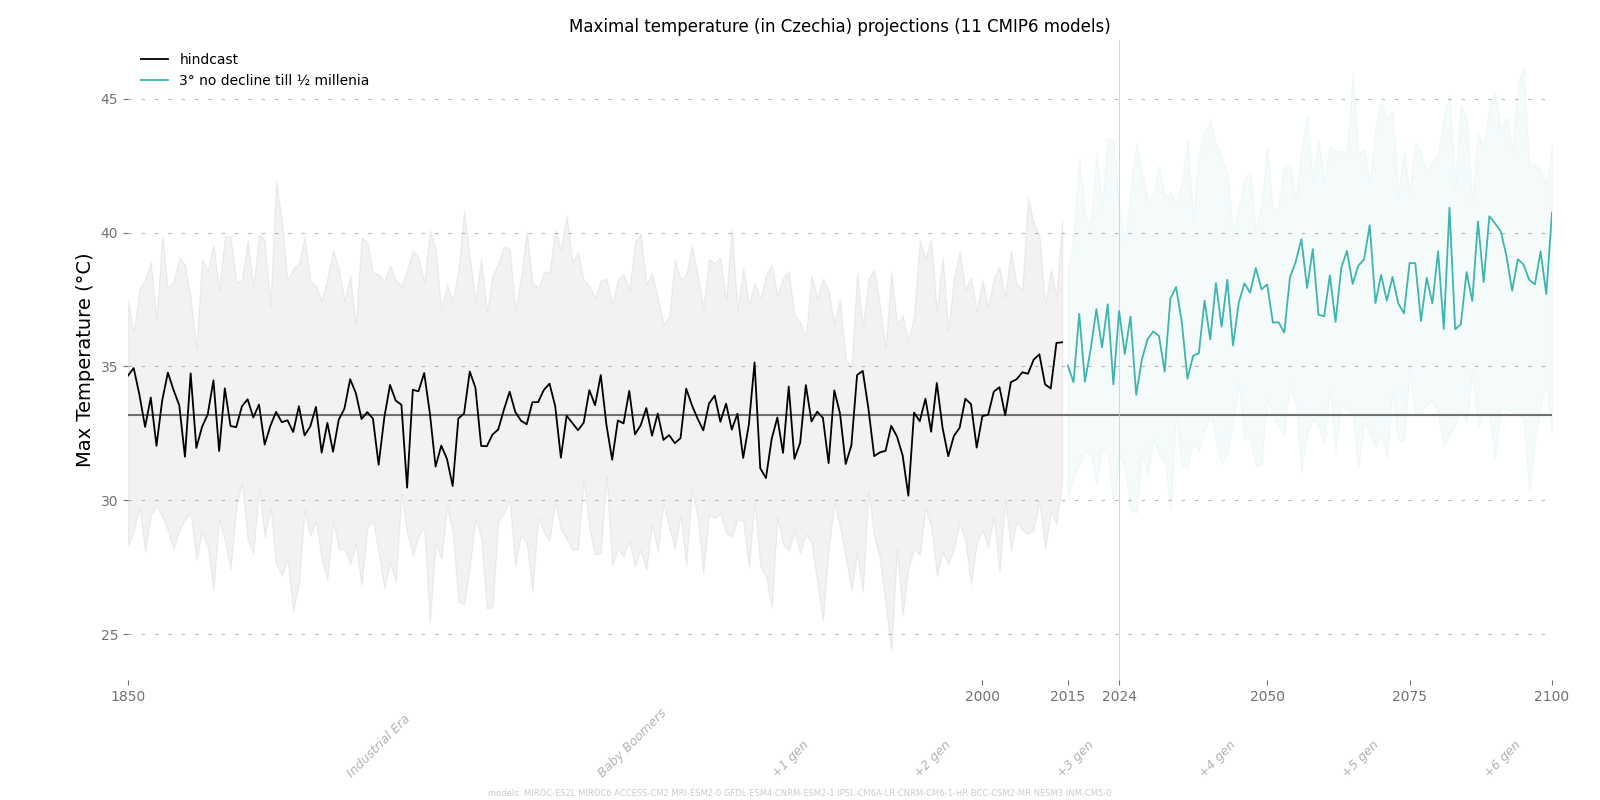 Maximal temperature (in Czechia) projections (11 CMIP6 models)
hindcast
3° no decline till ½ millenia
Max Temperature (°C)
45
40
35
30
25
1850
2000
2015
2024
2050
2075
2100
Industrial Era
Baby Boomers
+1 gen
+2 gen
+3 gen
+4 gen
+5 gen
+6 gen
models: MIROC-ES2L MIROC6 ACCESS-CM2 MRI-ESM2-0 GFDL-ESM4 CNRM-ESM2-1 IPSL-CM6A-LR CNRM-CM6-1-HR BCC-CSM2-MR NESM3 INM-CM5-0